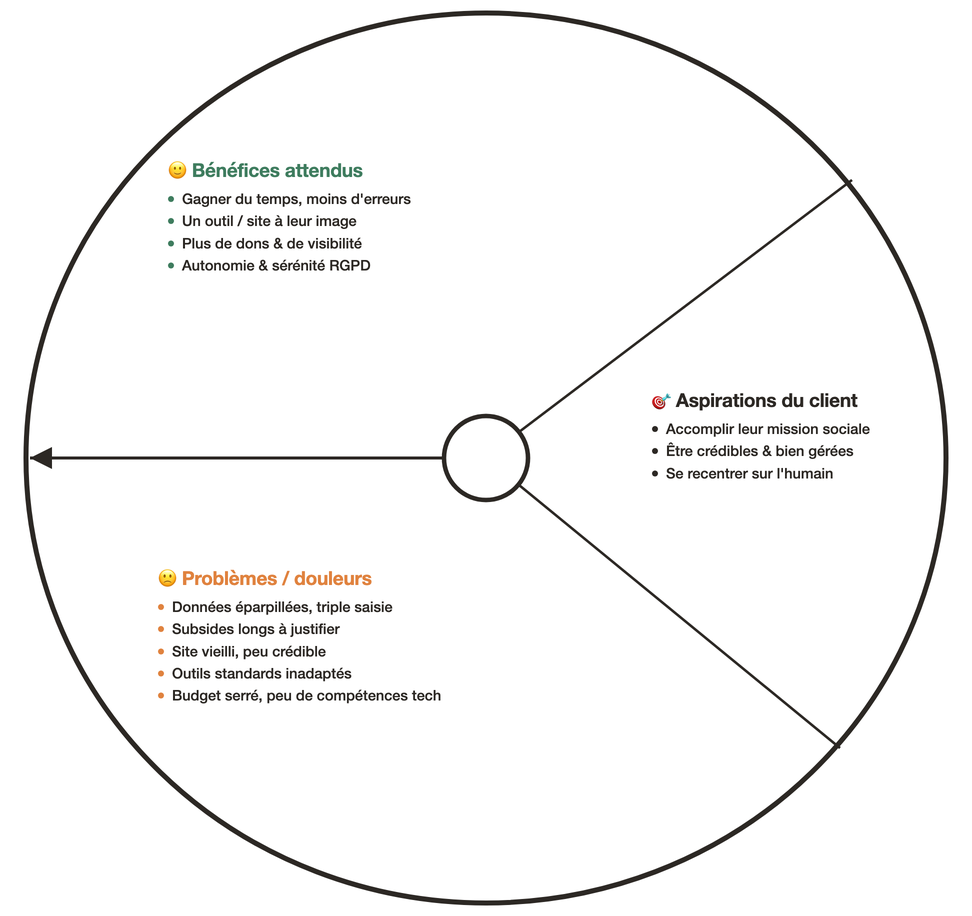 🙂 Bénéfices attendus
• Gagner du temps, moins d'erreurs
• Un outil / site à leur image
• Plus de dons & de visibilité
• Autonomie & sérénité RGPD
🎯 Aspirations du client
• Accomplir leur mission sociale
• Être crédibles & bien gérées
• Se recentrer sur l'humain
🙁 Problèmes / douleurs
• Données éparpillées, triple saisie
• Subsides longs à justifier
• Site vieilli, peu crédible
• Outils standards inadaptés
• Budget serré, peu de compétences tech